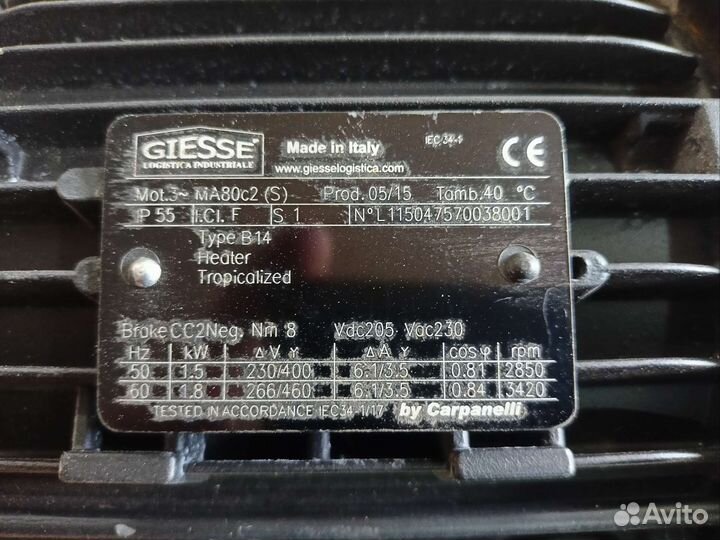 GIESSE
LOGISTICA INDUSTRIALE
Made in Italy
www.giesselogistica.com
IEC 34-1
CE
Mot.3~ MA80c2 (S) Prod. 05/15 Tamb.40 °C
IP 55 I.Cl. F S 1 N°L115047570038001
Type B14
Heater
Tropicalized
Brake CC2Neg. Nm 8 Vdc205 Vac230
Hz kW Δ V Y Δ A Y cosφ rpm
50 1.5 230/400 6.1/3.5 0.81 2850
60 1.8 266/460 6.1/3.5 0.84 3420
TESTED IN ACCORDANCE IEC34-1/17 by Carpanelli
Avito